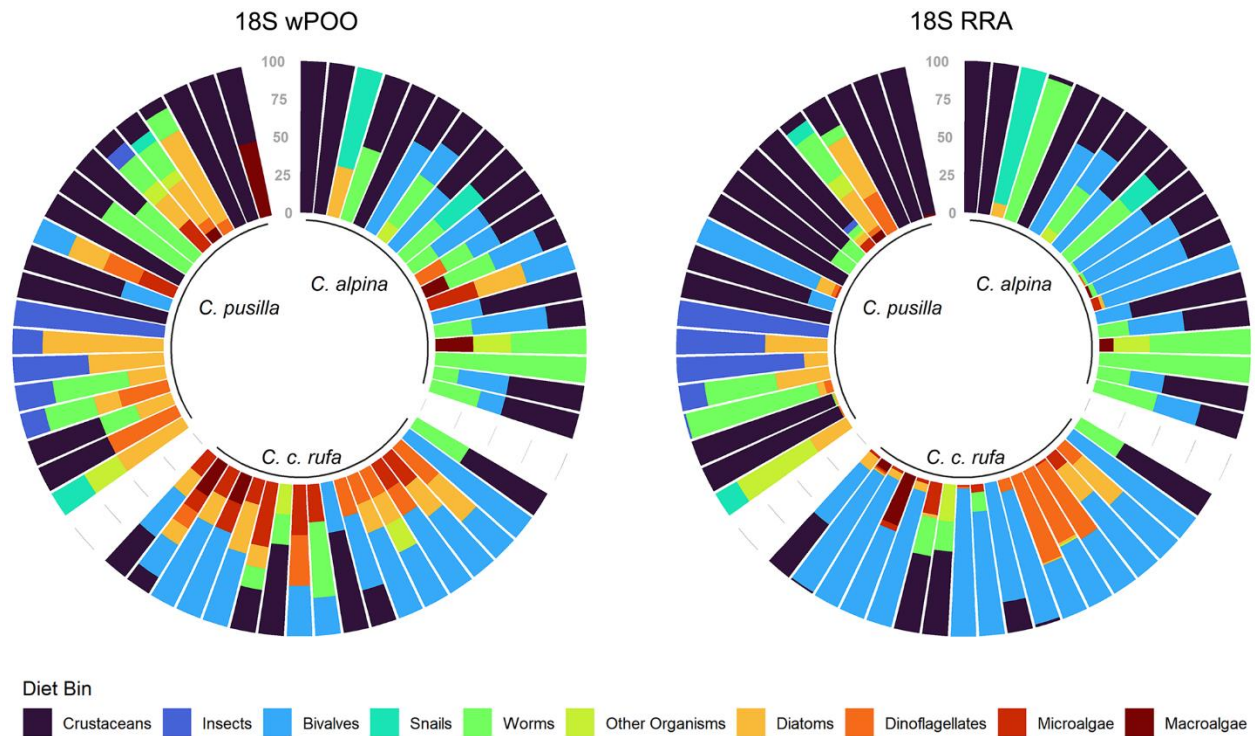 18S wPOO
18S RRA
100
75
50
25
0
100
75
50
25
0
C. alpina
C. pusilla
C. c. rufa
C. alpina
C. pusilla
C. c. rufa
Diet Bin
Crustaceans Insects Bivalves Snails Worms Other Organisms Diatoms Dinoflagellates Microalgae Macroalgae